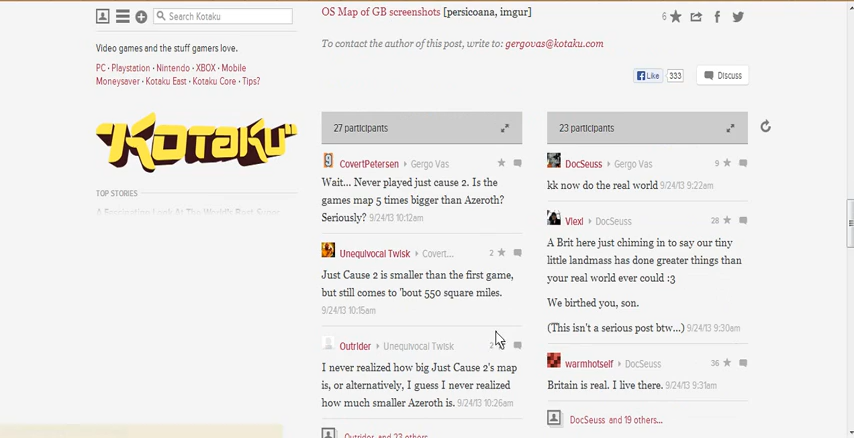 Search Kotaku
Video games and the stuff gamers love.
PC · Playstation · Nintendo · XBOX · Mobile
Moneysaver · Kotaku East · Kotaku Core · Tips?
KOTAKU
TOP STORIES
OS Map of GB screenshots [persicoana, imgur]
6
To contact the author of this post, write to: gergovas@kotaku.com
Like 333 Discuss
27 participants
CovertPetersen Gergo Vas
Wait... Never played just cause 2. Is the
games map 5 times bigger than Azeroth?
Seriously? 9/24/13 10:12am
Unequivocal Twisk Covert... 2
Just Cause 2 is smaller than the first game,
but still comes to 'bout 550 square miles.
9/24/13 10:15am
Outrider Unequivocal Twisk
I never realized how big Just Cause 2's map
is, or alternatively, I guess I never realized
how much smaller Azeroth is. 9/24/13 10:26am
Outrider and 23 others...
23 participants
DocSeuss Gergo Vas 9
kk now do the real world 9/24/13 9:22am
DocSeuss 28
A Brit here just chiming in to say our tiny
little landmass has done greater things than
your real world ever could :3
We birthed you, son.
(This isn't a serious post btw...) 9/24/13 9:30am
warmhotself DocSeuss 36
Britain is real. I live there. 9/24/13 9:31am
DocSeuss and 19 others...